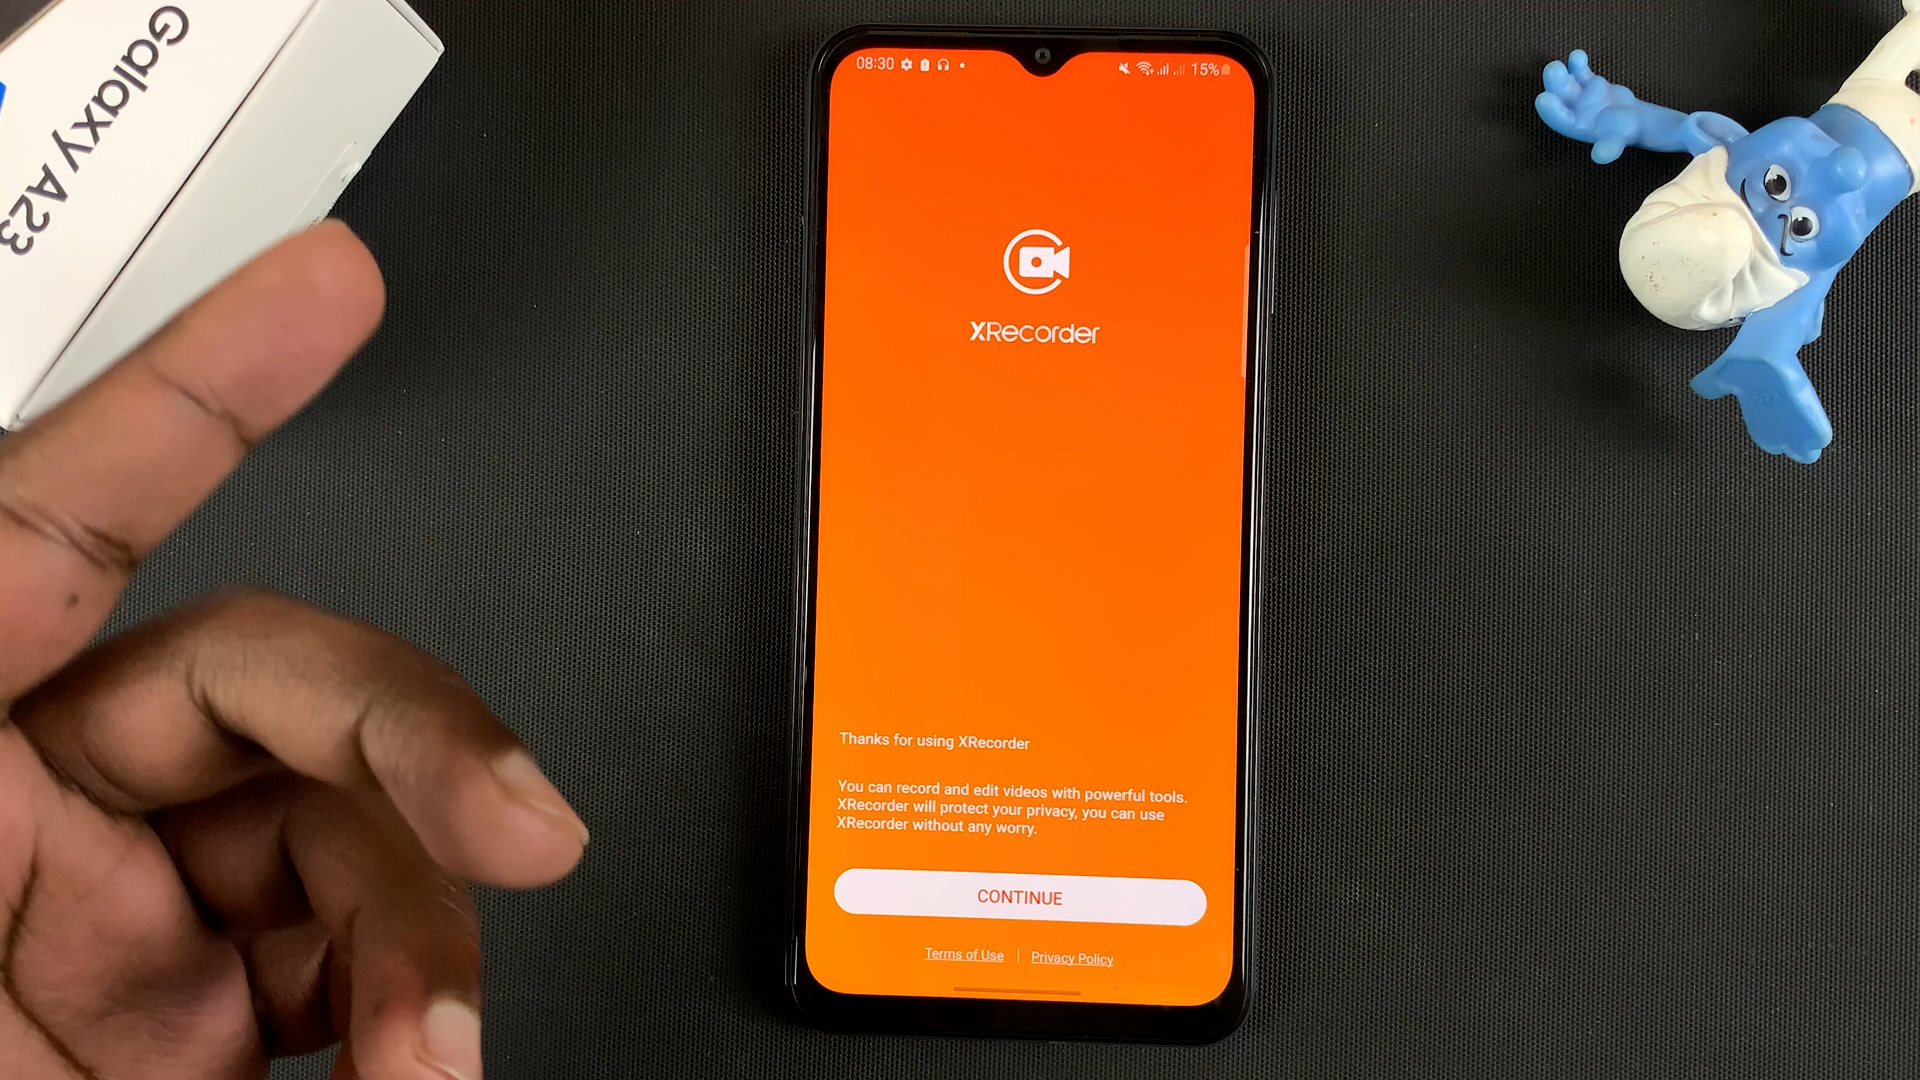 Galaxy A23
08:30
15%
XRecorder
Thanks for using XRecorder
You can record and edit videos with powerful tools.
XRecorder will protect your privacy, you can use
XRecorder without any worry.
CONTINUE
Terms of Use | Privacy Policy